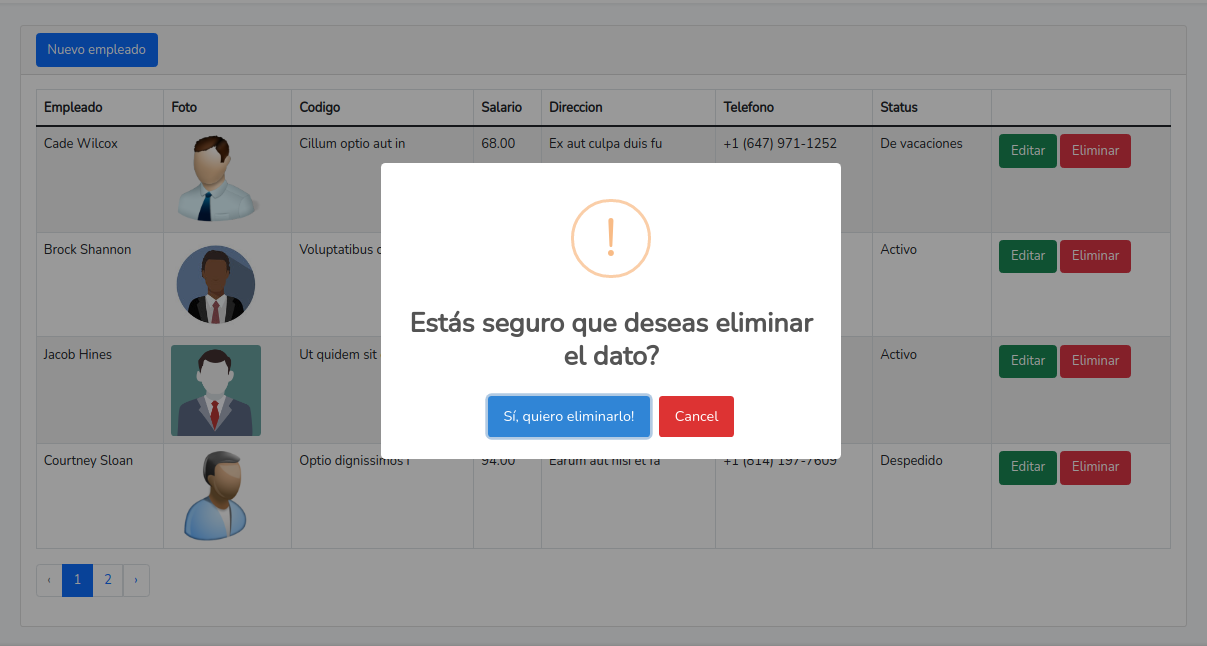 Nuevo empleado
Empleado Foto Codigo Salario Direccion Telefono Status
Cade Wilcox Cillum optio aut in 68.00 Ex aut culpa duis fu +1 (647) 971-1252 De vacaciones Editar Eliminar
!
Brock Shannon Voluptatibus Activo Editar Eliminar
Estás seguro que deseas eliminar
el dato?
Jacob Hines Ut quidem sit Activo Editar Eliminar
Sí, quiero eliminarlo! Cancel
Courtney Sloan Optio dignissimos 94.00 Earum aut nisi et fa +1 (814) 197-7609 Despedido Editar Eliminar
‹ 1 2 ›